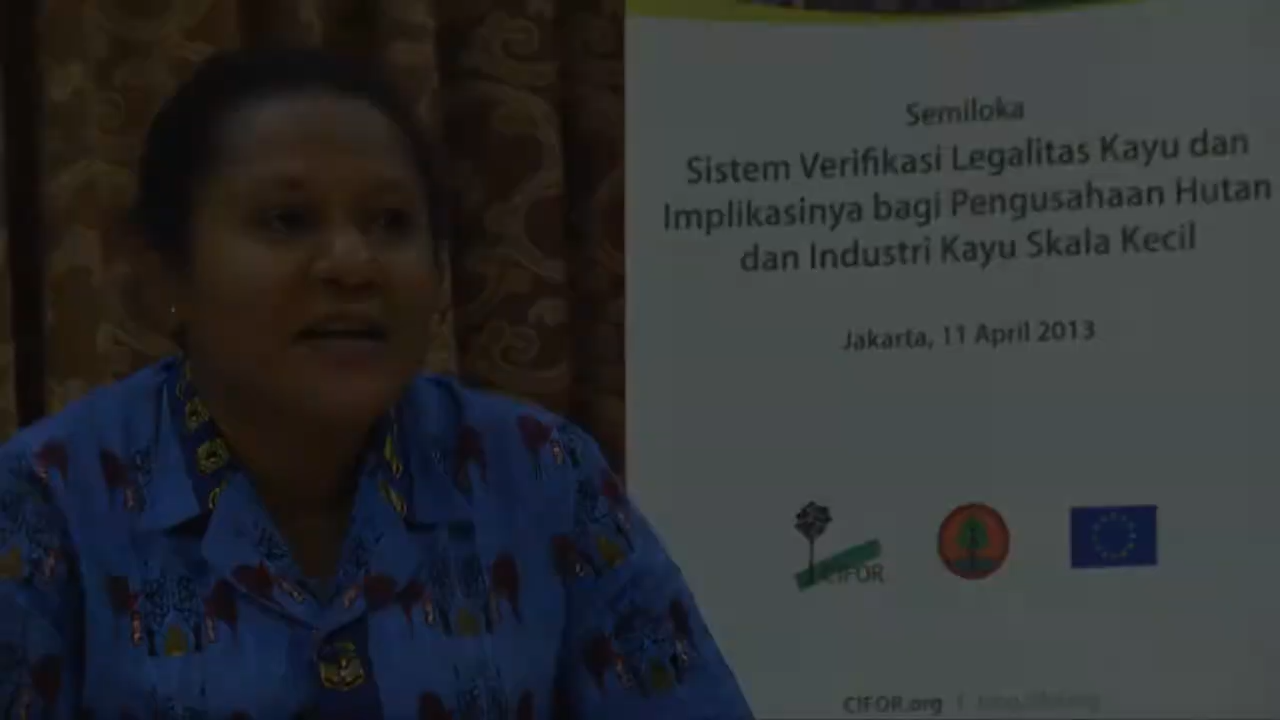 Semiloka
Sistem Verifikasi Legalitas Kayu dan
Implikasinya bagi Pengusahaan Hutan
dan Industri Kayu Skala Kecil
Jakarta, 11 April 2013
CIFOR
CIFOR.org |